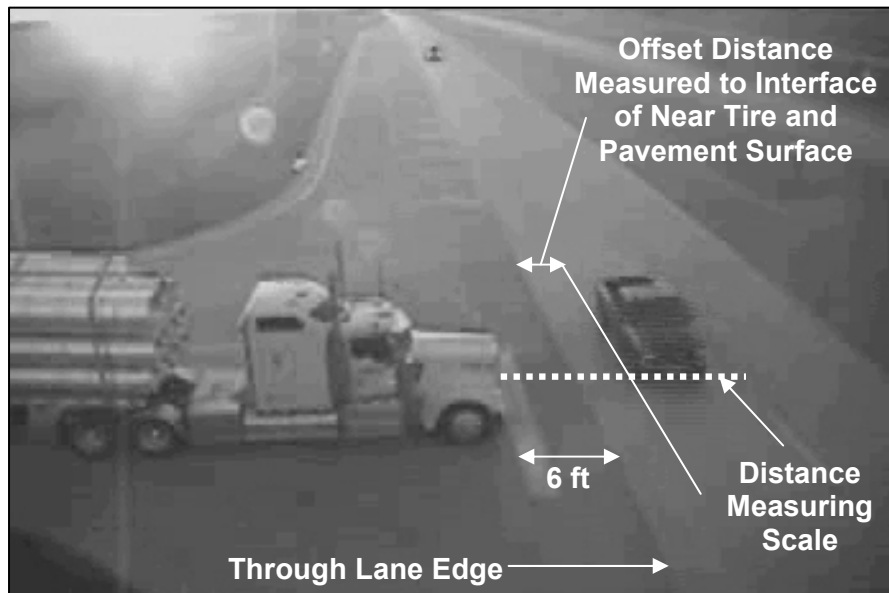 Offset Distance
Measured to Interface
of Near Tire and
Pavement Surface
6 ft
Distance
Measuring
Scale
Through Lane Edge